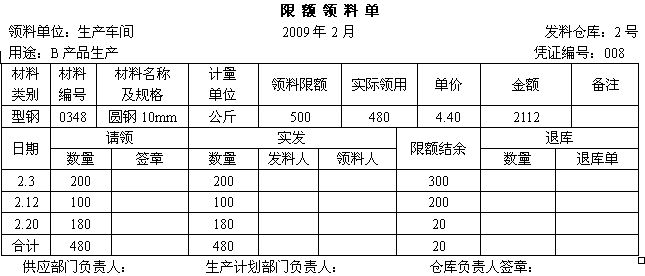 限 额 领 料 单
领料单位：生产车间 2009 年 2 月 发料仓库：2 号
用途：B 产品生产 凭证编号：008
材料类别 材料编号 材料名称及规格 计量单位 领料限额 实际领用 单价 金额 备注
型钢 0348 圆钢 10mm 公斤 500 480 4.40 2112
日期 请领 实发 限额结余 退库
数量 签章 数量 发料人 领料人 数量 退库单
2.3 200 200 300
2.12 100 100 200
2.20 180 180 20
合计 480 480 20
供应部门负责人： 生产计划部门负责人： 仓库负责人签章：